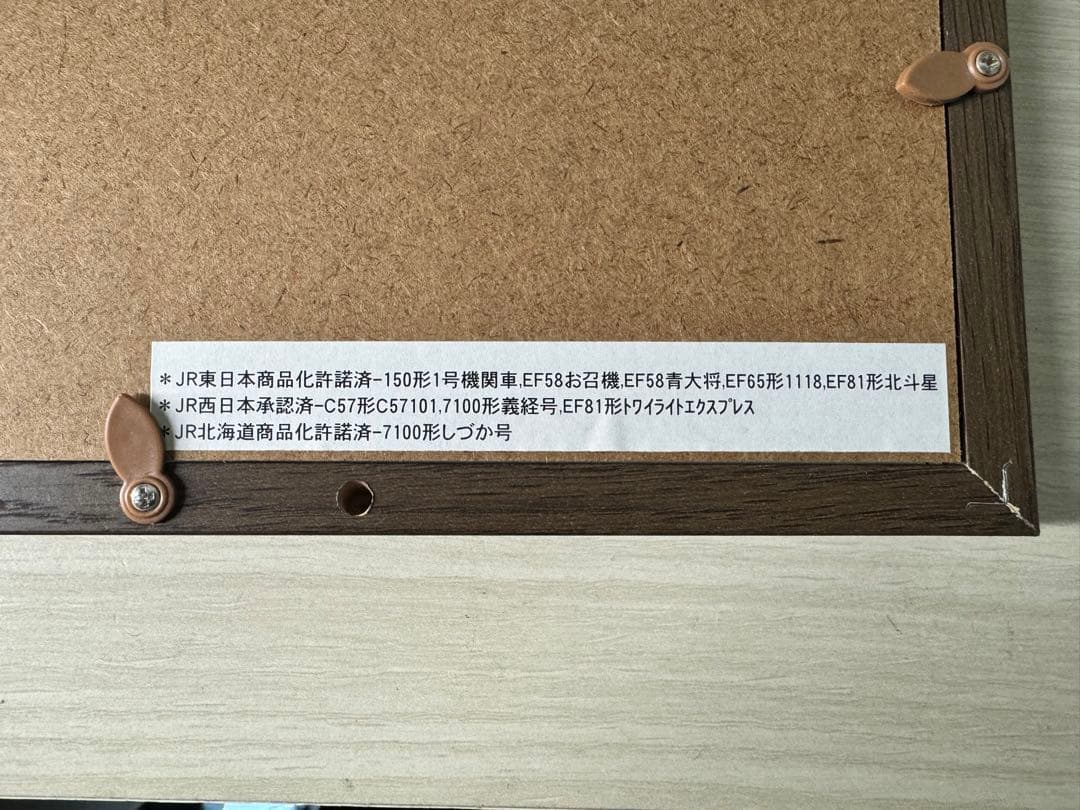 ＊JR東日本商品化許諾済-150形1号機関車,EF58お召機,EF58青大将,EF65形1118,EF81形北斗星
＊JR西日本承認済-C57形C57101,7100形義経号,EF81形ﾄﾜｲﾗｲﾄｴｸｽﾌﾟﾚｽ
＊JR北海道商品化許諾済-7100形しづか号